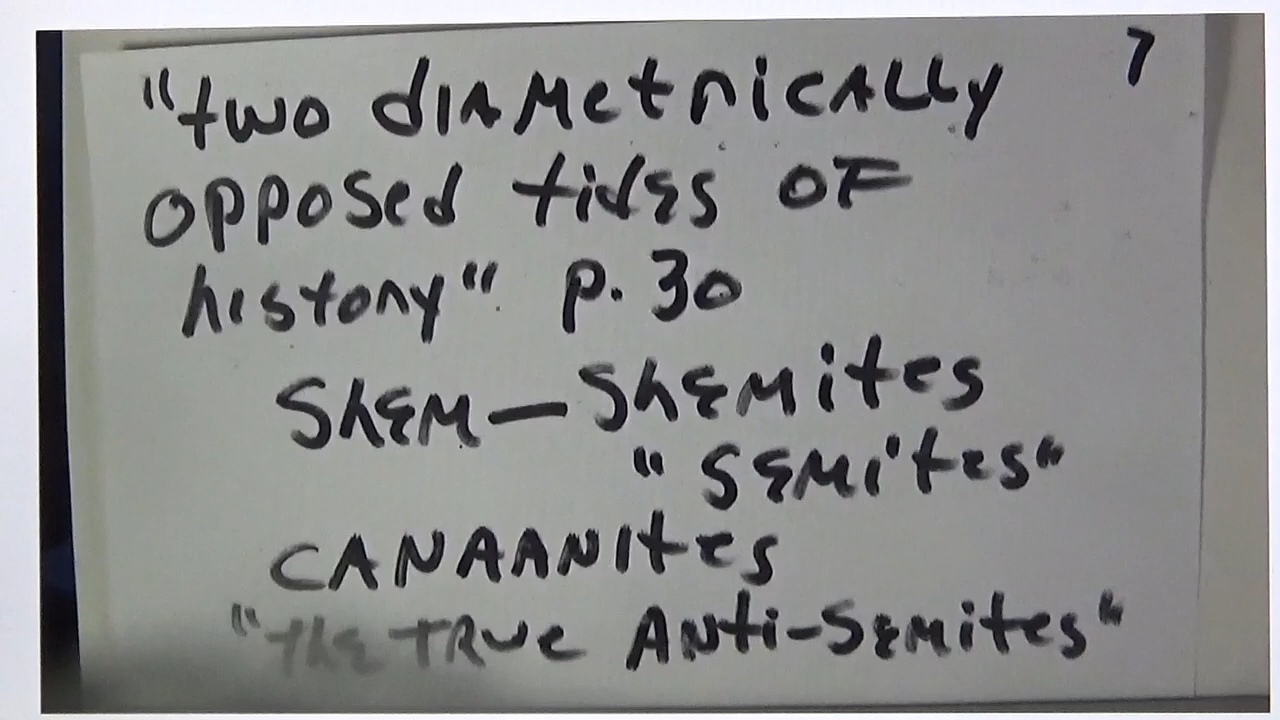 7
"two diametrically
opposed tides of
history" p. 30
Shem — Shemites
"Semites"
CANAANites
"the TRUE Anti-Semites"